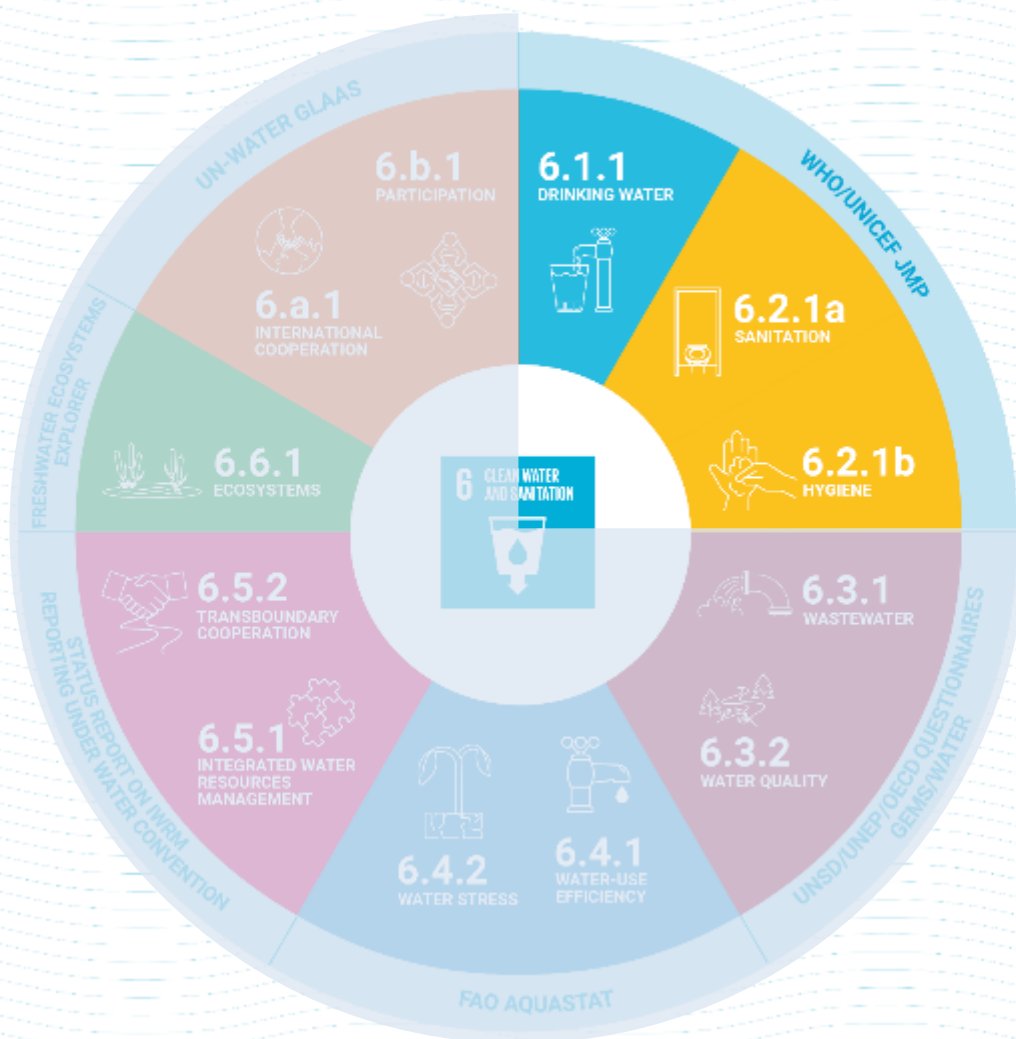 UN-WATER GLAAS
6.b.1
PARTICIPATION
6.a.1
INTERNATIONAL
COOPERATION
6.1.1
DRINKING WATER
WHO/UNICEF JMP
6.2.1a
SANITATION
6.2.1b
HYGIENE
FRESHWATER ECOSYSTEMS
EXPLORER
6.6.1
ECOSYSTEMS
6 CLEAN WATER
AND SANITATION
6.5.2
TRANSBOUNDARY
COOPERATION
6.5.1
INTEGRATED WATER
RESOURCES
MANAGEMENT
STATUS REPORT ON IWRM
REPORTING UNDER WATER CONVENTION
6.3.1
WASTEWATER
6.3.2
WATER QUALITY
UNSD/UNEP/OECD QUESTIONNAIRES
GEMS/WATER
6.4.2
WATER STRESS
6.4.1
WATER-USE
EFFICIENCY
FAO AQUASTAT